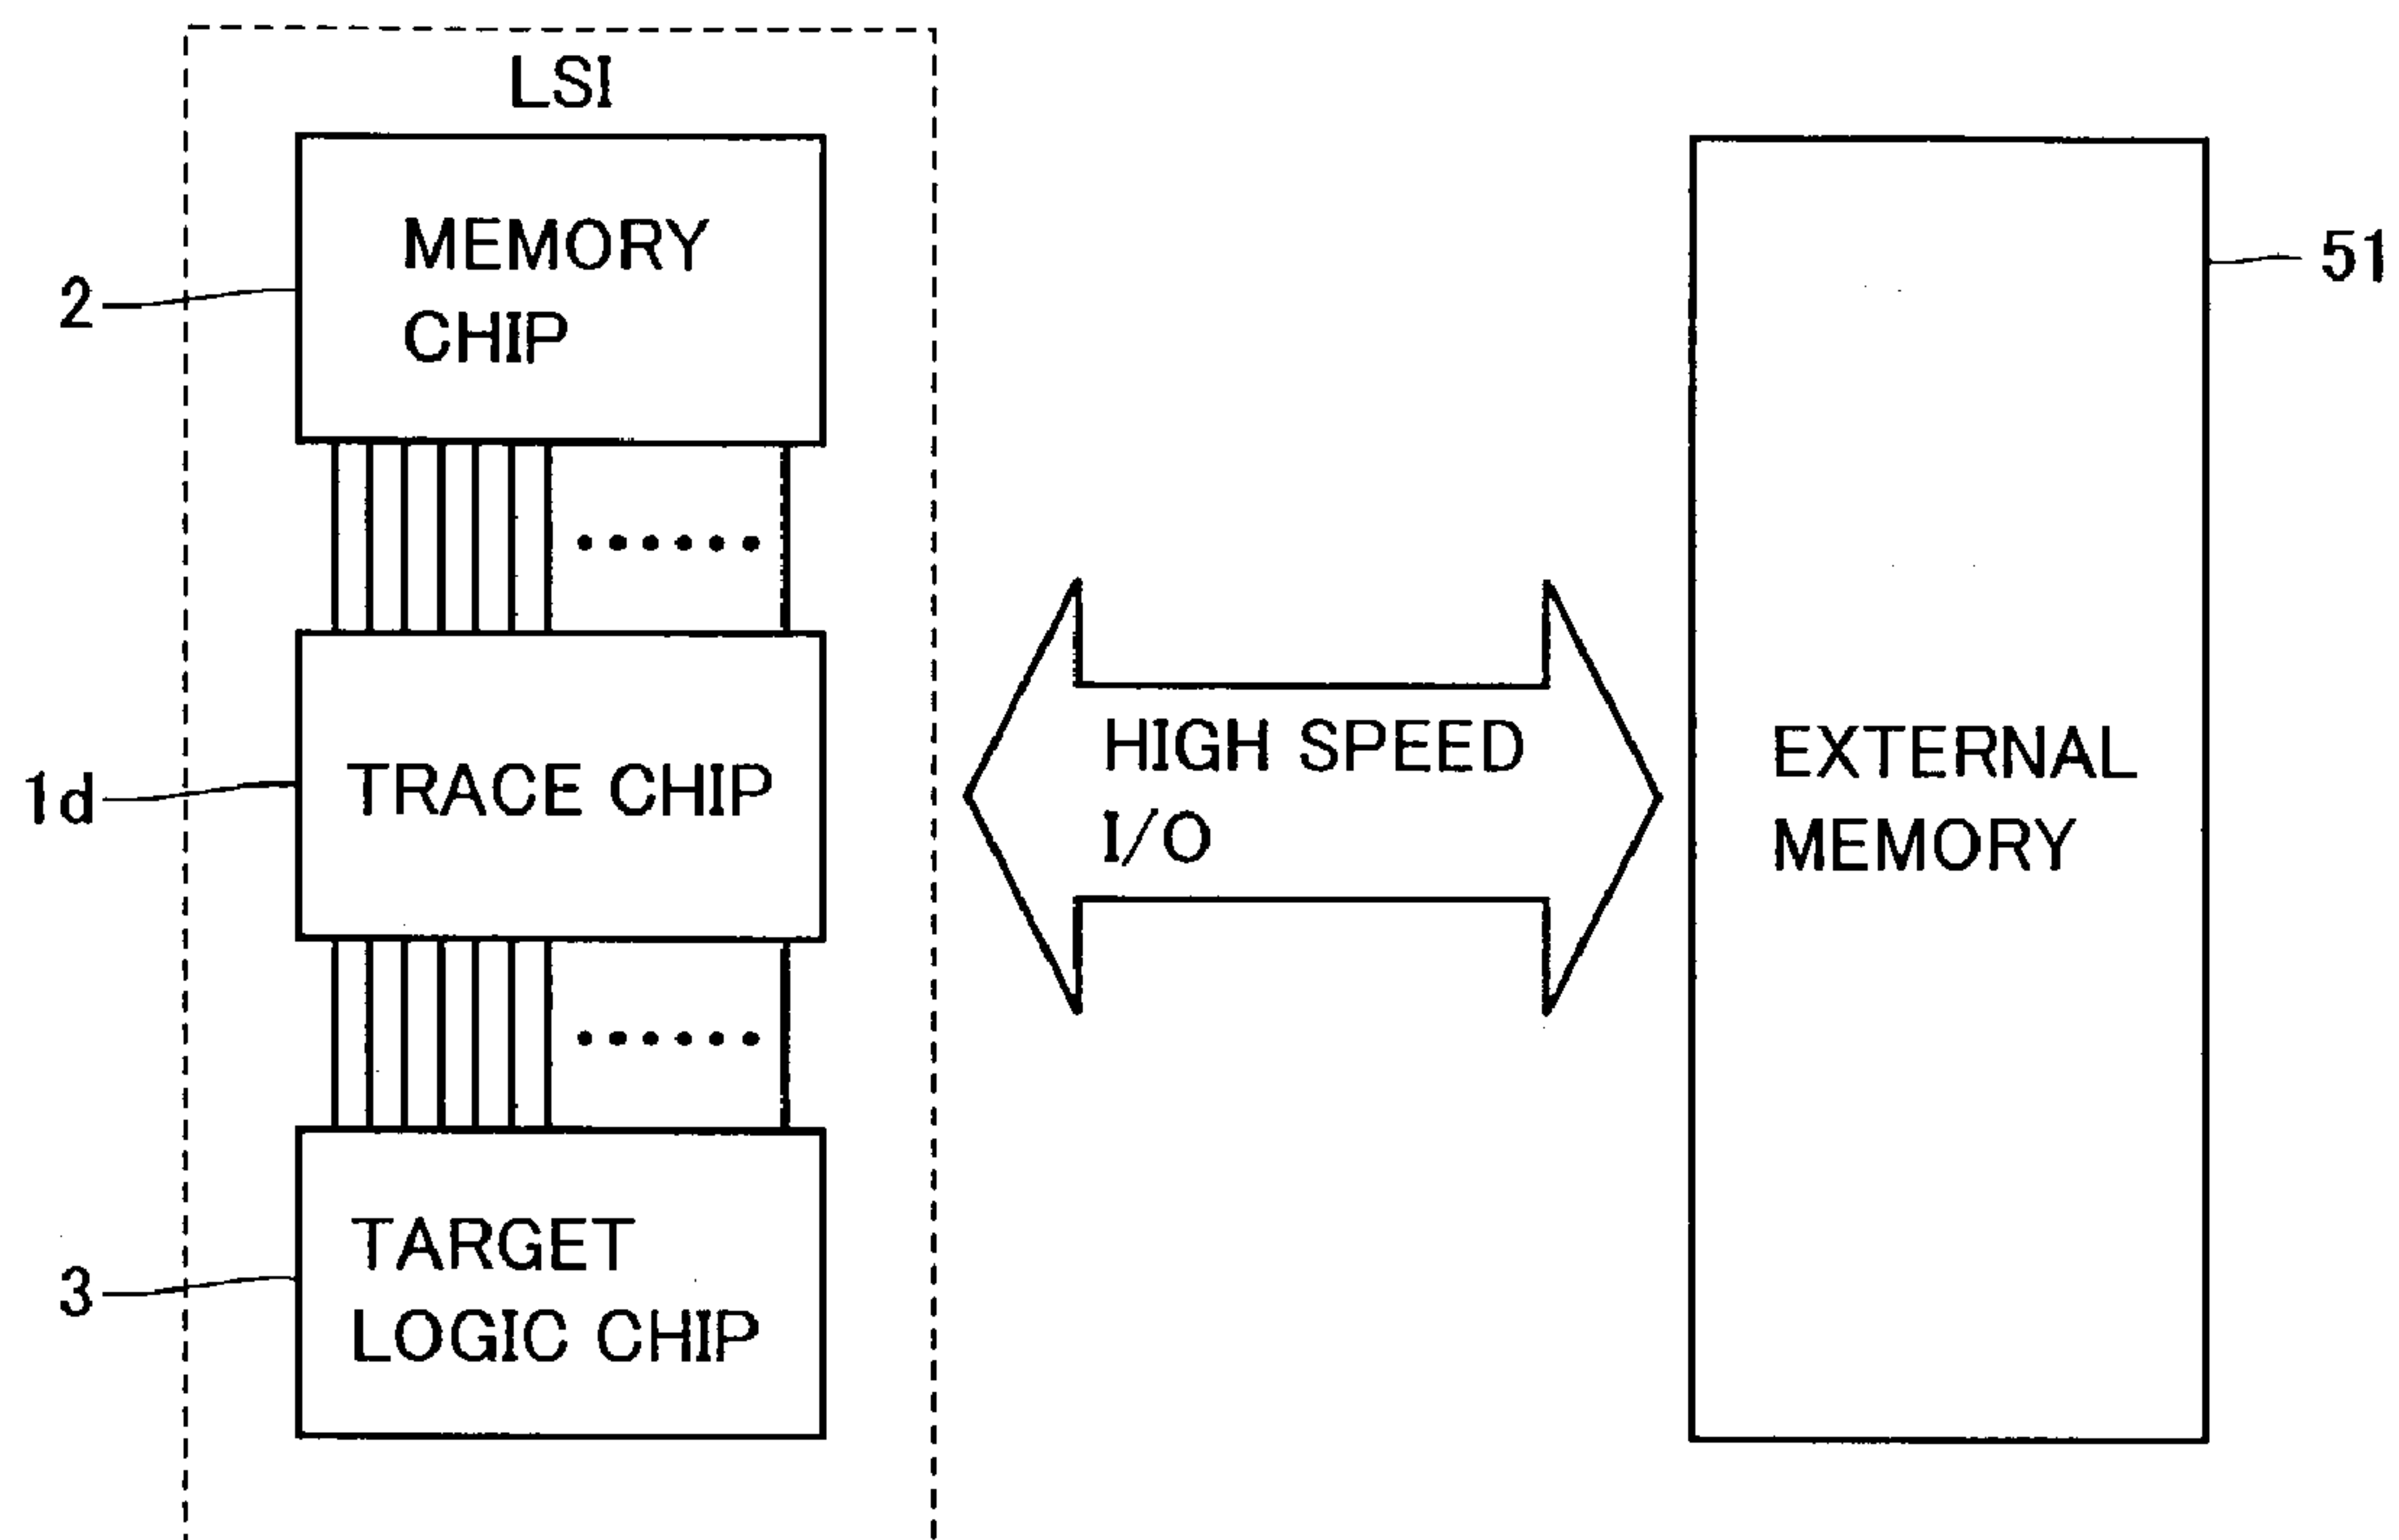 LSI
MEMORY
CHIP
2
51
TRACE CHIP
1d
HIGH SPEED
I/O
EXTERNAL
MEMORY
TARGET
LOGIC CHIP
3